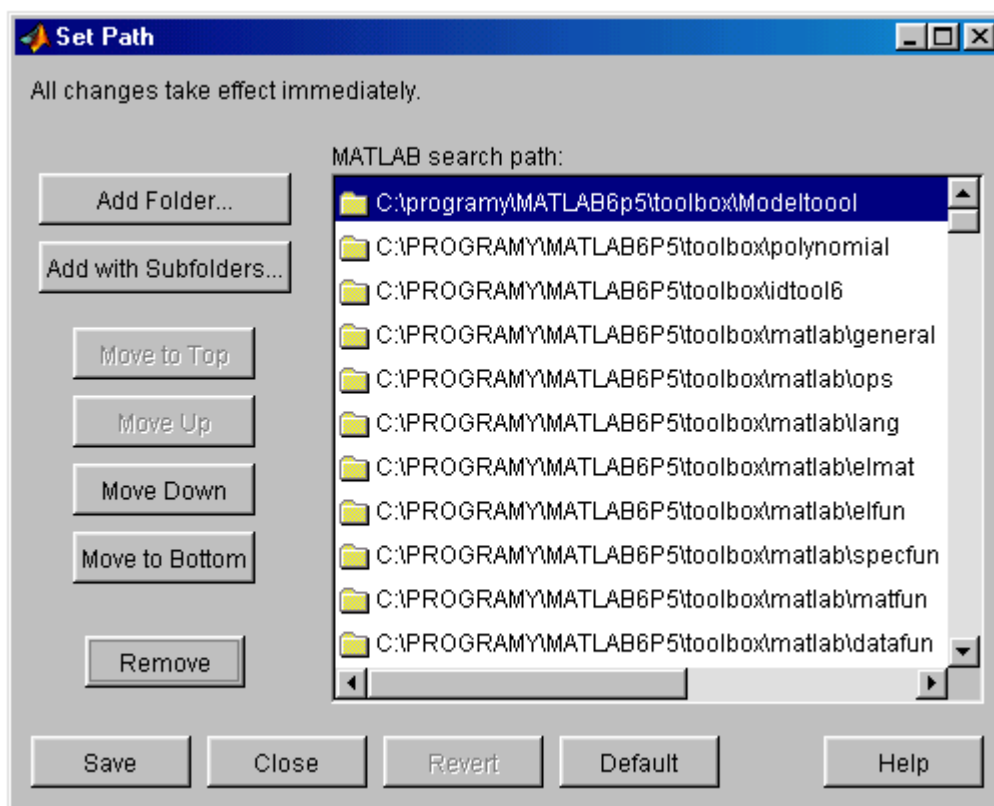 Set Path
All changes take effect immediately.
MATLAB search path:
Add Folder...
Add with Subfolders...
Move to Top
Move Up
Move Down
Move to Bottom
Remove
C:\programy\MATLAB6p5\toolbox\Modeltoool
C:\PROGRAMY\MATLAB6P5\toolbox\polynomial
C:\PROGRAMY\MATLAB6P5\toolbox\idtool6
C:\PROGRAMY\MATLAB6P5\toolbox\matlab\general
C:\PROGRAMY\MATLAB6P5\toolbox\matlab\ops
C:\PROGRAMY\MATLAB6P5\toolbox\matlab\lang
C:\PROGRAMY\MATLAB6P5\toolbox\matlab\elmat
C:\PROGRAMY\MATLAB6P5\toolbox\matlab\elfun
C:\PROGRAMY\MATLAB6P5\toolbox\matlab\specfun
C:\PROGRAMY\MATLAB6P5\toolbox\matlab\matfun
C:\PROGRAMY\MATLAB6P5\toolbox\matlab\datafun
Save Close Revert Default Help